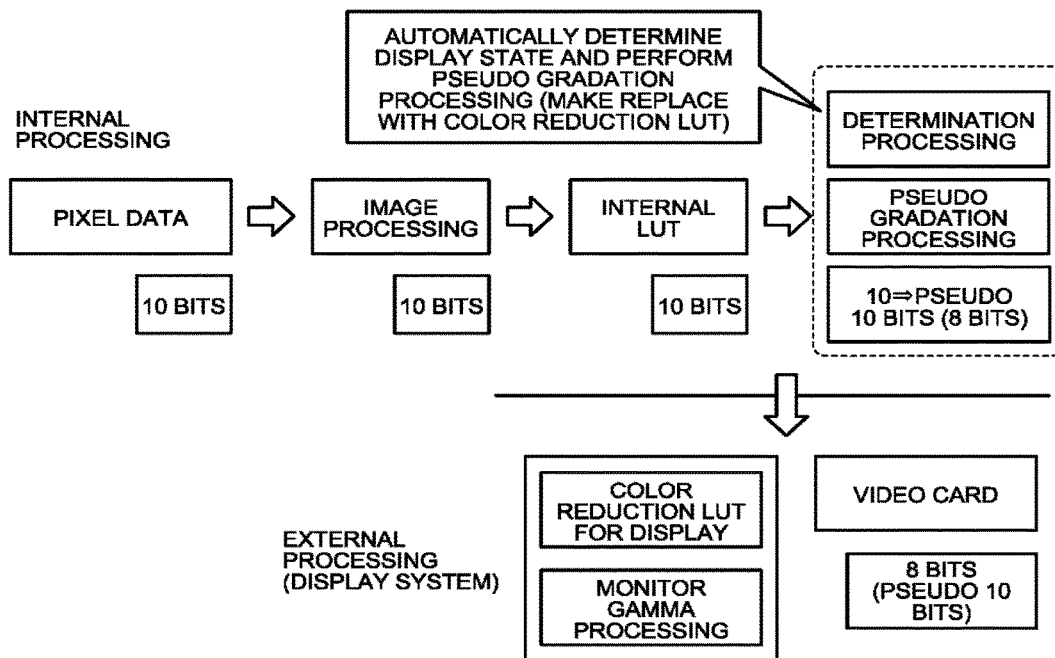 AUTOMATICALLY DETERMINE
DISPLAY STATE AND PERFORM
PSEUDO GRADATION
PROCESSING (MAKE REPLACE
WITH COLOR REDUCTION LUT)
INTERNAL
PROCESSING
PIXEL DATA
10 BITS
IMAGE
PROCESSING
10 BITS
INTERNAL
LUT
10 BITS
DETERMINATION
PROCESSING
PSEUDO
GRADATION
PROCESSING
10⇒PSEUDO
10 BITS (8 BITS)
EXTERNAL
PROCESSING
(DISPLAY SYSTEM)
COLOR
REDUCTION LUT
FOR DISPLAY
MONITOR
GAMMA
PROCESSING
VIDEO CARD
8 BITS
(PSEUDO 10
BITS)